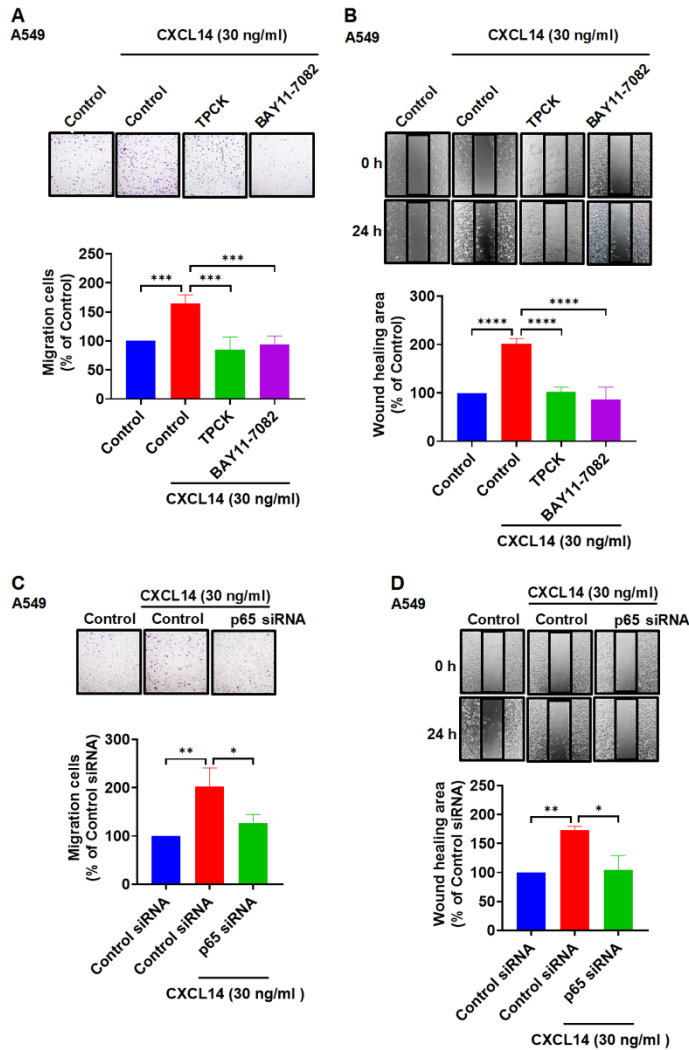 A
A549
CXCL14 (30 ng/ml)
Control
Control
TPCK
BAY11-7082
Migration cells
(% of Control)
250
200
150
100
50
0
***
***
***
Control
Control
TPCK
BAY11-7082
CXCL14 (30 ng/ml)
B
A549
CXCL14 (30 ng/ml)
Control
Control
TPCK
BAY11-7082
0 h
24 h
Wound healing area
(% of Control)
300
200
100
0
****
****
****
Control
Control
TPCK
BAY11-7082
CXCL14 (30 ng/ml)
C
A549
CXCL14 (30 ng/ml)
Control
Control
p65 siRNA
Migration cells
(% of Control siRNA)
300
200
100
0
**
*
Control siRNA
Control siRNA
p65 siRNA
CXCL14 (30 ng/ml )
D
A549
CXCL14 (30 ng/ml)
Control
Control
p65 siRNA
0 h
24 h
Wound healing area
(% of Control siRNA)
250
200
150
100
50
0
**
*
Control siRNA
Control siRNA
p65 siRNA
CXCL14 (30 ng/ml )